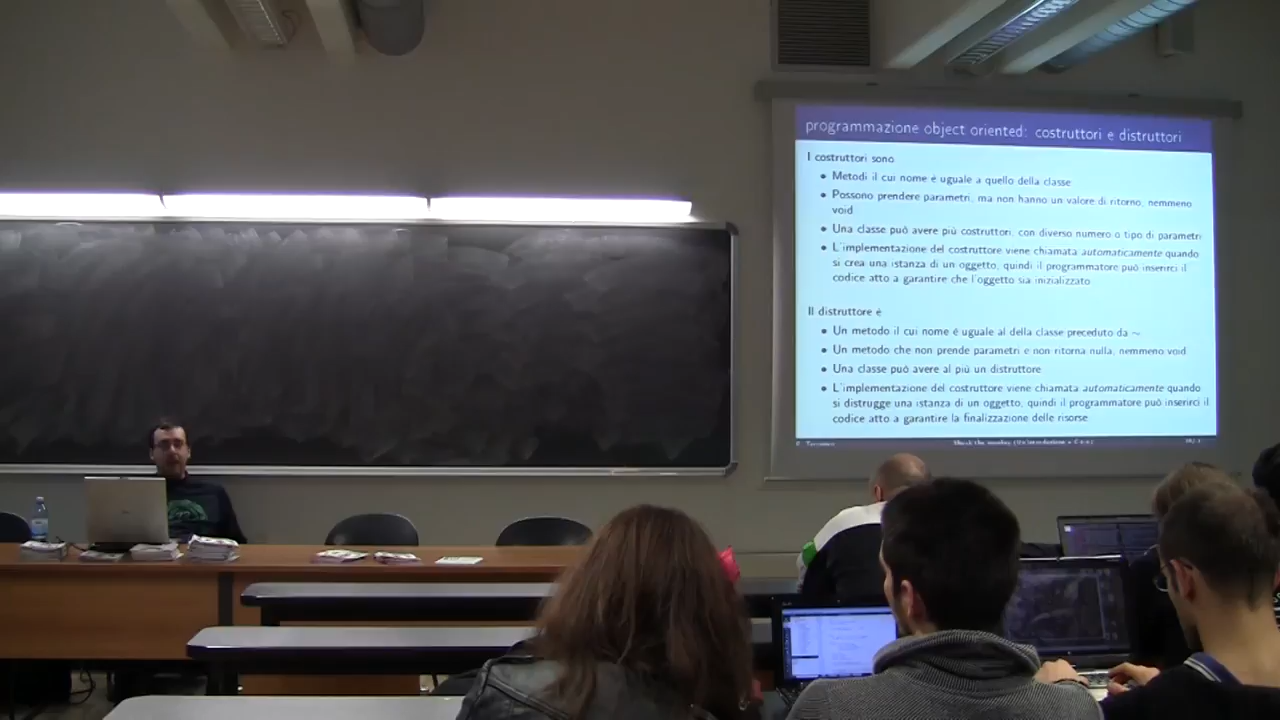 programmazione object oriented: costruttori e distruttori
I costruttori sono
Metodi il cui nome è uguale a quello della classe
Possono prendere parametri, ma non hanno un valore di ritorno, nemmeno
void
Una classe può avere più costruttori, con diverso numero o tipo di parametri
L'implementazione del costruttore viene chiamata automaticamente quando
si crea una istanza di un oggetto, quindi il programmatore può inserirci il
codice atto a garantire che l'oggetto sia inizializzato
Il distruttore è
Un metodo il cui nome è uguale al della classe preceduto da ~
Un metodo che non prende parametri e non ritorna nulla, nemmeno void
Una classe può avere al più un distruttore
L'implementazione del costruttore viene chiamata automaticamente quando
si distrugge una istanza di un oggetto, quindi il programmatore può inserirci il
codice atto a garantire la finalizzazione delle risorse